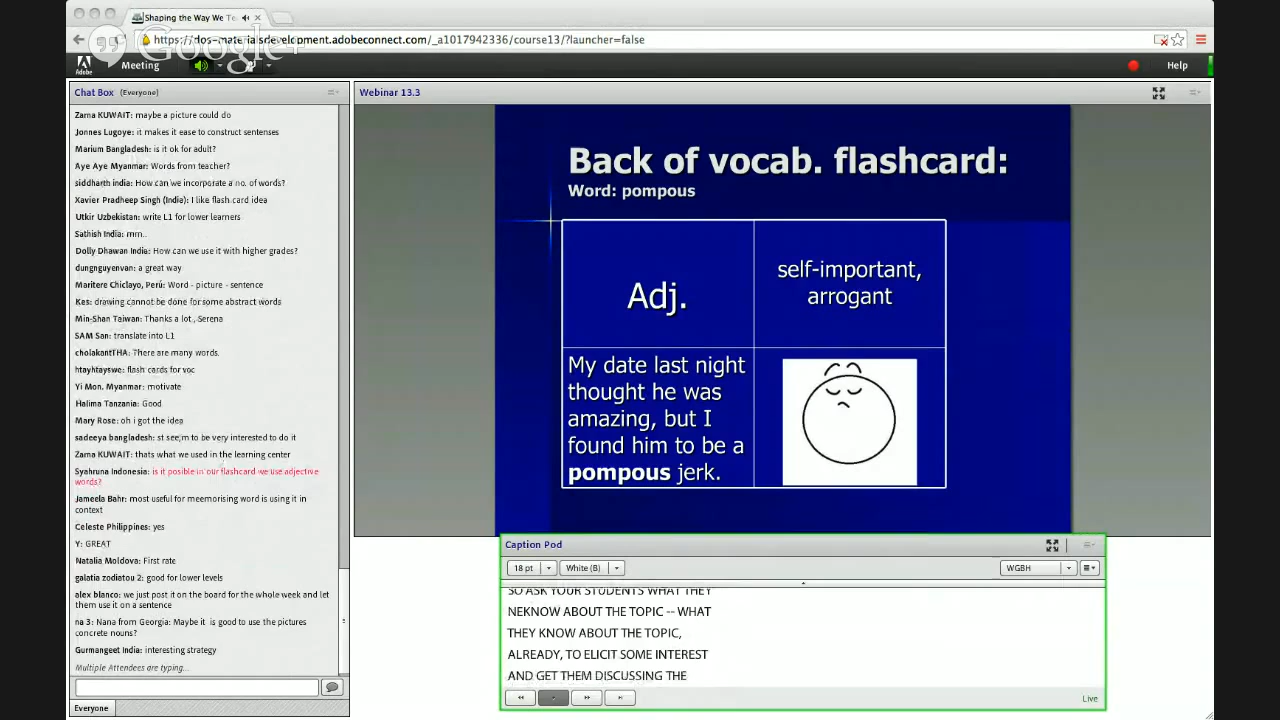 Shaping the Way We Te
Google+
https://dos-materialsdevelopment.adobeconnect.com/_a1017942336/course13/?launcher=false
Adobe
Meeting
Help
Chat Box (Everyone)
Zama KUWAIT: maybe a picture could do
Jonnes Lugoye: it makes it ease to construct sentenses
Marium Bangladesh: is it ok for adult?
Aye Aye Myanmar: Words from teacher?
siddharth india: How can we incorporate a no. of words?
Xavier Pradheep Singh (India): I like flash card idea
Utkir Uzbekistan: write L1 for lower learners
Sathish India: mm..
Dolly Dhawan India: How can we use it with higher grades?
dungnguyenvan: a great way
Maritere Chiclayo, Perú: Word - picture - sentence
Kes: drawing cannot be done for some abstract words
Min-Shan Taiwan: Thanks a lot , Serena
SAM San: translate into L1
cholakantTHA: There are many words.
htayhtayswe: flash cards for voc
Yi Mon, Myanmar: motivate
Halima Tanzania: Good
Mary Rose: oh i got the idep
sadeeya bangladesh: st see,m to be very interested to do it
Zama KUWAIT: thats what we used in the learning center
Syahruna Indonesia: is it posible in our flashcard we use adjective
words?
Jameela Bahr: most useful for meemorising word is using it in
context
Celeste Philippines: yes
Y: GREAT
Natalia Moldova: First rate
galatia zodiatou 2: good for lower levels
alex blanco: we just post it on the board for the whole week and let
them use it on a sentence
na 3: Nana from Georgia: Maybe it is good to use the pictures
concrete nouns?
Gurmangeet India: interesting strategy
Multiple Attendees are typing...
Everyone
Webinar 13.3
Back of vocab. flashcard:
Word: pompous
Adj.
self-important,
arrogant
My date last night
thought he was
amazing, but I
found him to be a
pompous jerk.
Caption Pod
18 pt
White (B)
WGBH
SO ASK YOUR STUDENTS WHAT THEY
NEKNOW ABOUT THE TOPIC -- WHAT
THEY KNOW ABOUT THE TOPIC,
ALREADY, TO ELICIT SOME INTEREST
AND GET THEM DISCUSSING THE
Live